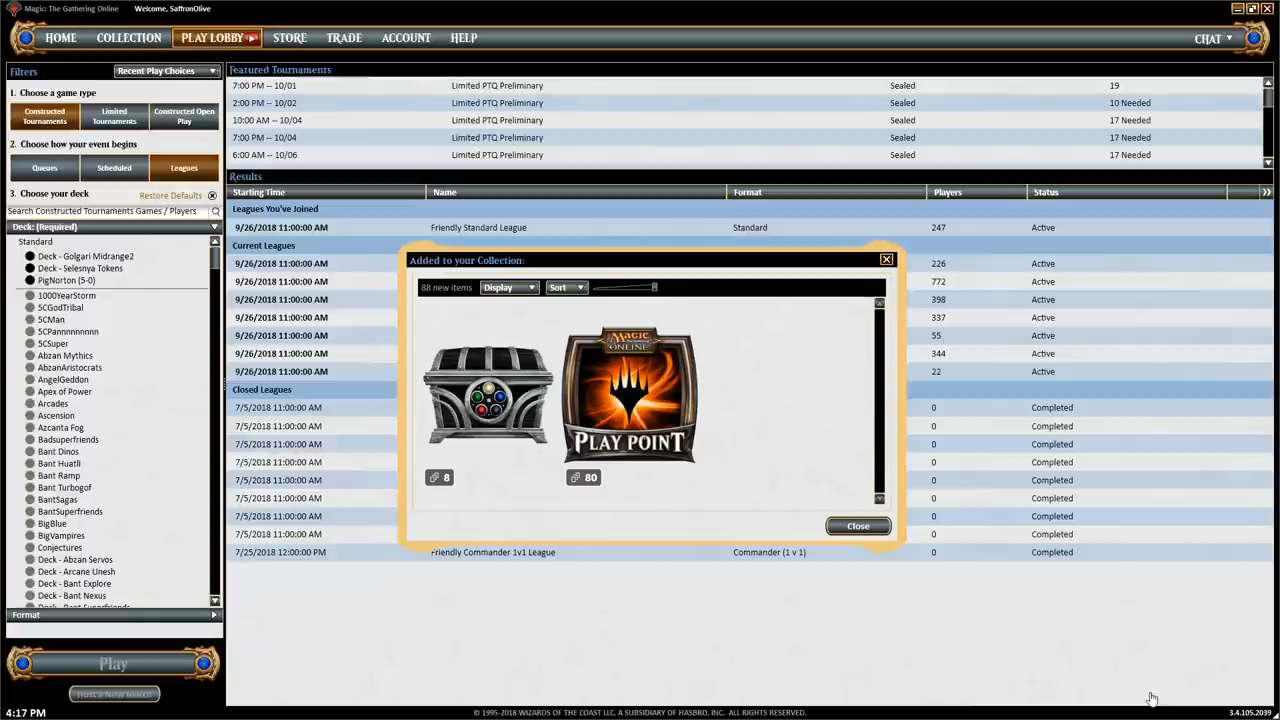 Magic: The Gathering Online Welcome, SaffronOlive
HOME COLLECTION PLAY LOBBY STORE TRADE ACCOUNT HELP CHAT
Filters Recent Play Choices
1. Choose a game type
Constructed Tournaments Limited Tournaments Constructed Open Play
2. Choose how your event begins
Queues Scheduled Leagues
3. Choose your deck Restore Defaults
Search Constructed Tournaments Games / Players
Deck: (Required)
Standard
Deck - Golgari Midrange2
Deck - Selesnya Tokens
PigNorton (5-0)
1000YearStorm
5CGodTribal
5CMan
5CPannnnnnnn
5CSuper
Abzan Mythics
AbzanAristocrats
AngelGeddon
Apex of Power
Arcades
Ascension
Azcanta Fog
Badsuperfriends
Bant Dinos
Bant Huatli
Bant Ramp
Bant Turbogof
BantSagas
BantSuperfriends
BigBlue
BigVampires
Conjectures
Deck - Abzan Servos
Deck - Arcane Unesh
Deck - Bant Explore
Deck - Bant Nexus
Deck - Bant Superfriends
Format
Play
4:17 PM
Featured Tournaments
7:00 PM -- 10/01 Limited PTQ Preliminary Sealed 19
2:00 PM -- 10/02 Limited PTQ Preliminary Sealed 10 Needed
10:00 AM -- 10/04 Limited PTQ Preliminary Sealed 17 Needed
7:00 PM -- 10/04 Limited PTQ Preliminary Sealed 17 Needed
6:00 AM -- 10/06 Limited PTQ Preliminary Sealed 17 Needed
Results
Starting Time Name Format Players Status
Leagues You've Joined
9/26/2018 11:00:00 AM Friendly Standard League Standard 247 Active
Current Leagues
9/26/2018 11:00:00 AM 226 Active
9/26/2018 11:00:00 AM 772 Active
9/26/2018 11:00:00 AM 398 Active
9/26/2018 11:00:00 AM 337 Active
9/26/2018 11:00:00 AM 55 Active
9/26/2018 11:00:00 AM 344 Active
9/26/2018 11:00:00 AM 22 Active
Closed Leagues
7/5/2018 11:00:00 AM 0 Completed
7/5/2018 11:00:00 AM 0 Completed
7/5/2018 11:00:00 AM 0 Completed
7/5/2018 11:00:00 AM 0 Completed
7/5/2018 11:00:00 AM 0 Completed
7/5/2018 11:00:00 AM 0 Completed
7/5/2018 11:00:00 AM 0 Completed
7/5/2018 11:00:00 AM 0 Completed
7/25/2018 12:00:00 PM Friendly Commander 1v1 League Commander (1 v 1) 0 Completed
Added to your Collection:
88 new items Display Sort
MAGIC
ONLINE
PLAY POINT
8 80
Close
© 1995-2018 WIZARDS OF THE COAST LLC, A SUBSIDIARY OF HASBRO, INC. ALL RIGHTS RESERVED. 3.4.105.2039